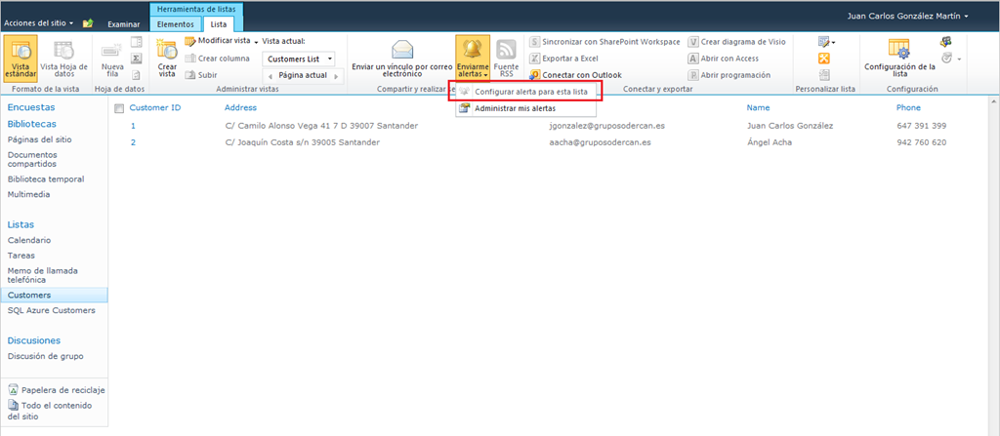 Acciones del sitio
Examinar
Herramientas de listas
Elementos
Lista
Juan Carlos González Martín
Vista estándar
Vista Hoja de datos
Formato de la vista
Nueva fila
Hoja de datos
Crear vista
Modificar vista
Crear columna
Subir
Vista actual:
Customers List
Página actual
Administrar vistas
Enviar un vínculo por correo electrónico
Enviarme alertas
Fuente RSS
Compartir y realizar
Sincronizar con SharePoint Workspace
Exportar a Excel
Conectar con Outlook
Crear diagrama de Visio
Abrir con Access
Abrir programación
Conectar y exportar
Personalizar lista
Configuración de la lista
Configuración
Configurar alerta para esta lista
Administrar mis alertas
Encuestas
Bibliotecas
Páginas del sitio
Documentos compartidos
Biblioteca temporal
Multimedia
Listas
Calendario
Tareas
Memo de llamada telefónica
Customers
SQL Azure Customers
Discusiones
Discusión de grupo
Papelera de reciclaje
Todo el contenido del sitio
Customer ID Address Name Phone
1 C/ Camilo Alonso Vega 41 7 D 39007 Santander jgonzalez@gruposodercan.es Juan Carlos González 647 391 399
2 C/ Joaquín Costa s/n 39005 Santander aacha@gruposodercan.es Ángel Acha 942 760 620